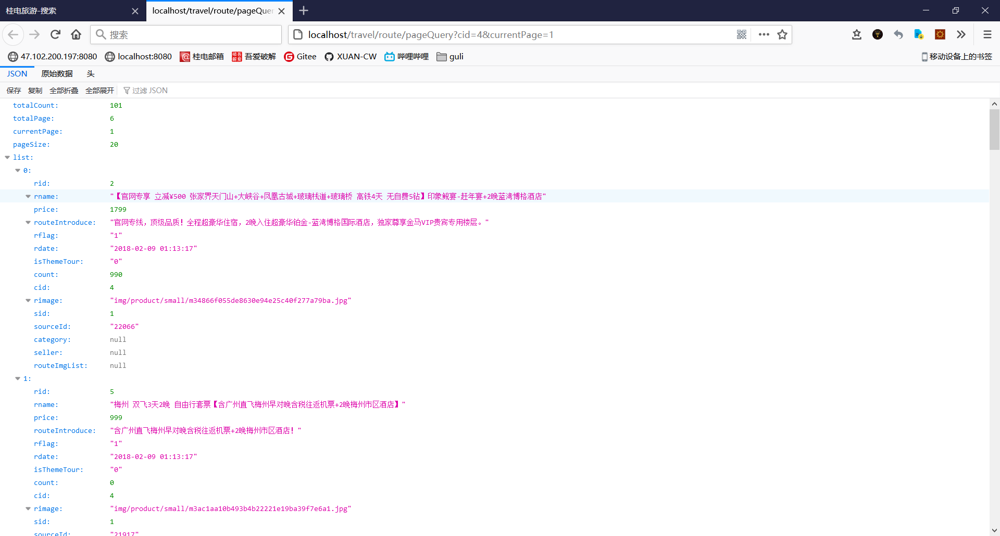 桂电旅游-搜索
localhost/travel/route/pageQuer
搜索
localhost/travel/route/pageQuery?cid=4&currentPage=1
47.102.200.197:8080
localhost:8080
桂电邮箱
吾爱破解
Gitee
XUAN-CW
哔哩哔哩
guli
移动设备上的书签
JSON 原始数据 头
保存 复制 全部折叠 全部展开 过滤 JSON
totalCount: 101
totalPage: 6
currentPage: 1
pageSize: 20
list:
0:
rid: 2
rname: "【官网专享 立减¥500 张家界天门山+大峡谷+凤凰古城+玻璃栈道+玻璃桥 高铁4天 无自费5钻】印象鲵宴-赶年宴+2晚蓝湾博格酒店"
price: 1799
routeIntroduce: "官网专线，顶级品质！全程超豪华住宿，2晚入住超豪华铂金-蓝湾博格国际酒店，独家尊享金马VIP贵宾专用楼层。"
rflag: "1"
rdate: "2018-02-09 01:13:17"
isThemeTour: "0"
count: 990
cid: 4
rimage: "img/product/small/m34866f055de8630e94e25c40f277a79ba.jpg"
sid: 1
sourceId: "22066"
category: null
seller: null
routeImgList: null
1:
rid: 5
rname: "梅州 双飞3天2晚 自由行套票【含广州直飞梅州早对晚含税往返机票+2晚梅州市区酒店】"
price: 999
routeIntroduce: "含广州直飞梅州早对晚含税往返机票+2晚梅州市区酒店！"
rflag: "1"
rdate: "2018-02-09 01:13:17"
isThemeTour: "0"
count: 0
cid: 4
rimage: "img/product/small/m3ac1aa10b493b4b22221e19ba39f7e6a1.jpg"
sid: 1
sourceId: "21917"